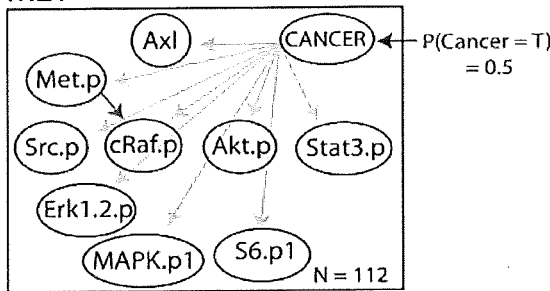 Axl
CANCER
P(Cancer = T)
= 0.5
Met.p
Src.p
cRaf.p
Akt.p
Stat3.p
Erk1.2.p
MAPK.p1
S6.p1
N = 112